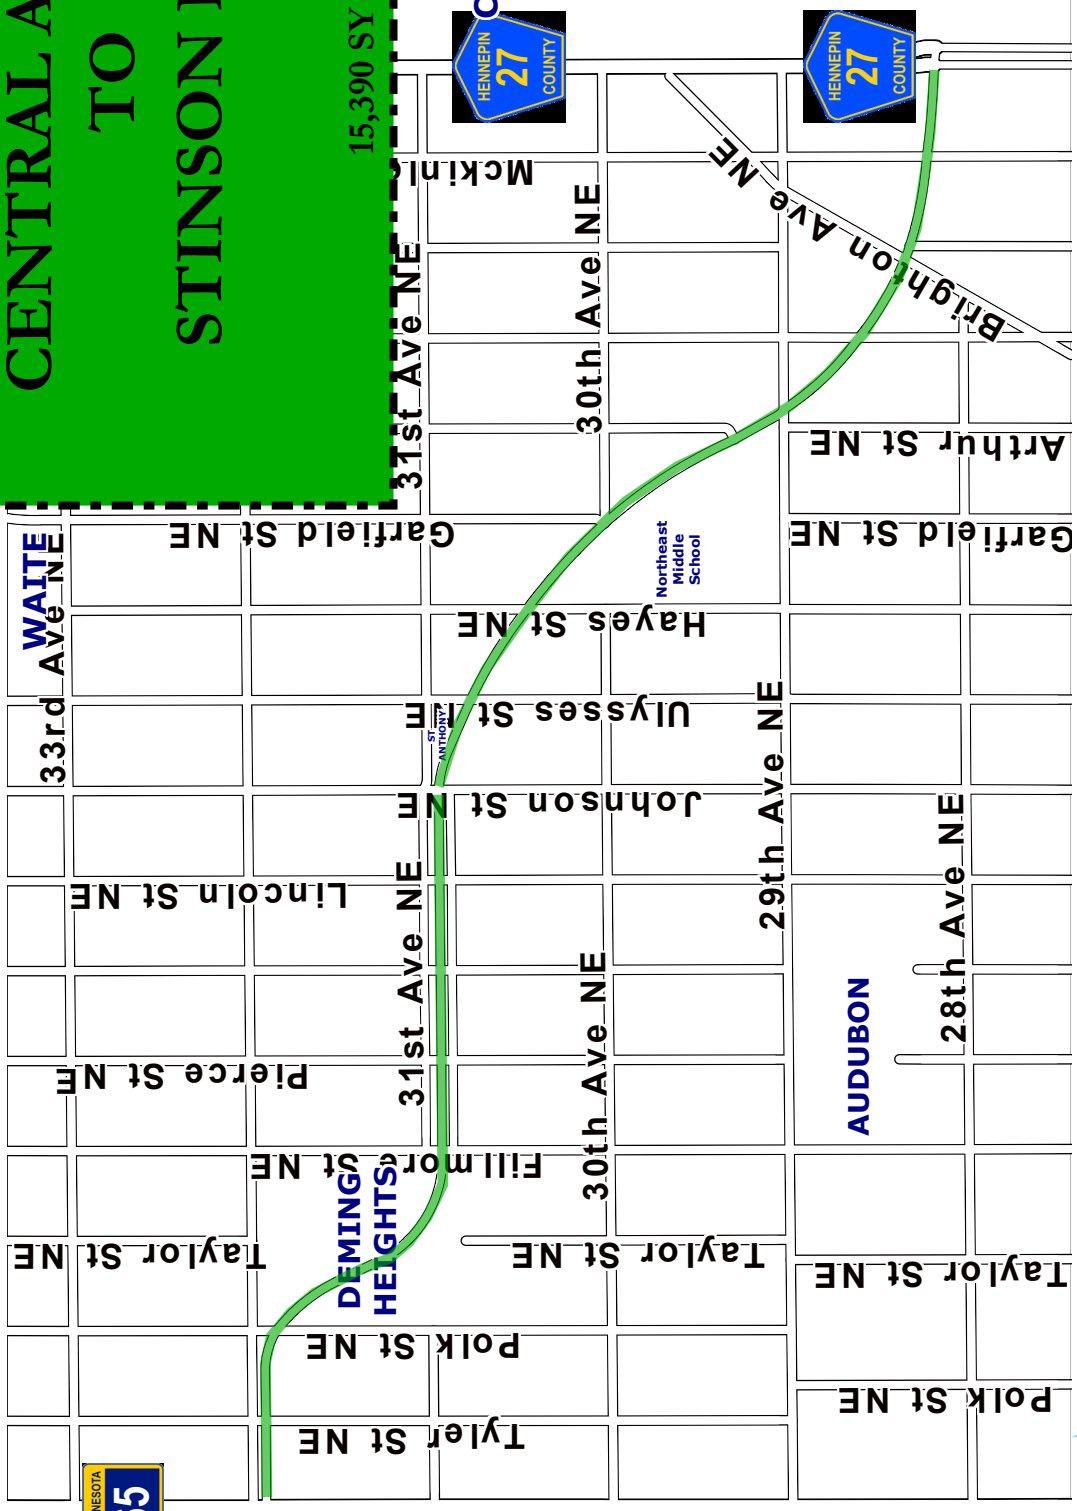 CENTRAL A
TO
STINSON
15,390 SY
HENNEPIN
27
COUNTY
HENNEPIN
27
COUNTY
31st Ave NE
30th Ave NE
Brighton Ave NE
Arthur St NE
Garfield St NE
Garfield St NE
WAITE
33rd Ave NE
Northeast
Middle
School
Hayes St NE
Ulysses St NE
ST
ANTHONY
Johnson St NE
29th Ave NE
28th Ave NE
Lincoln St NE
31st Ave NE
30th Ave NE
AUDUBON
Pierce St NE
Fillmore St NE
DEMING
HEIGHTS
Taylor St NE
Taylor St NE
Taylor St NE
Polk St NE
Polk St NE
Tyler St NE